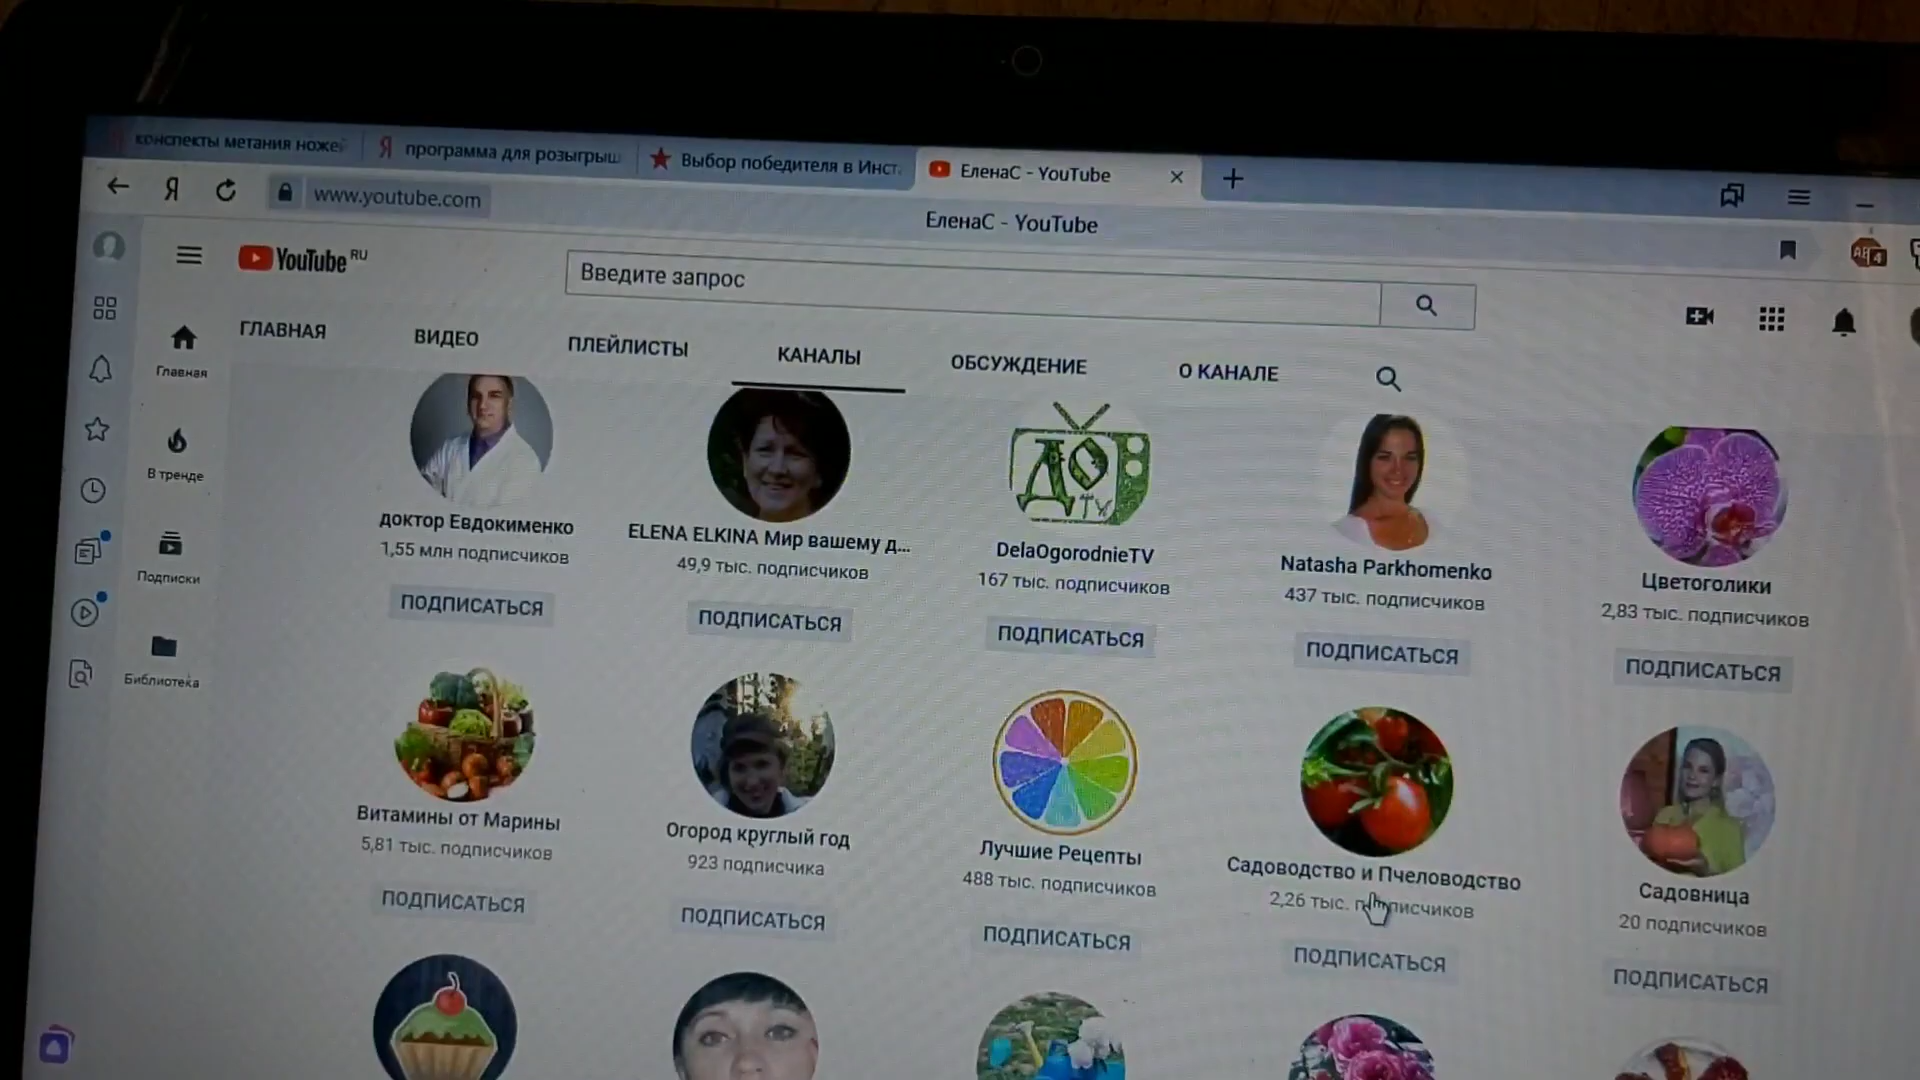 конспекты метания ноже
программа для розыгрыш
Выбор победителя в Инст
ЕленаС - YouTube
Я
www.youtube.com
ЕленаС - YouTube
YouTube RU
Введите запрос
ГЛАВНАЯ
ВИДЕО
ПЛЕЙЛИСТЫ
КАНАЛЫ
ОБСУЖДЕНИЕ
О КАНАЛЕ
Главная
В тренде
Подписки
Библиотека
доктор Евдокименко
1,55 млн подписчиков
ПОДПИСАТЬСЯ
ELENA ELKINA Мир вашему д...
49,9 тыс. подписчиков
ПОДПИСАТЬСЯ
ДОГ TV
DelaOgorodnieTV
167 тыс. подписчиков
ПОДПИСАТЬСЯ
Natasha Parkhomenko
437 тыс. подписчиков
ПОДПИСАТЬСЯ
Цветоголики
2,83 тыс. подписчиков
ПОДПИСАТЬСЯ
Витамины от Марины
5,81 тыс. подписчиков
ПОДПИСАТЬСЯ
Огород круглый год
923 подписчика
ПОДПИСАТЬСЯ
Лучшие Рецепты
488 тыс. подписчиков
ПОДПИСАТЬСЯ
Садоводство и Пчеловодство
2,26 тыс. подписчиков
ПОДПИСАТЬСЯ
Садовница
20 подписчиков
ПОДПИСАТЬСЯ